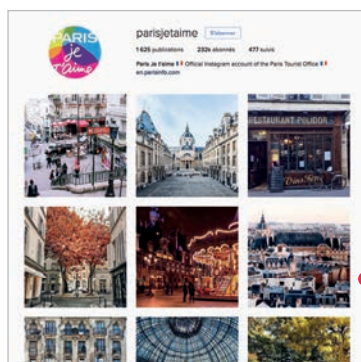 PARIS
je
T'aime
parisjetaime
S'abonner
1 625 publications 232k abonnés 477 suivis
Paris Je t'aime 🇫🇷 Official Instagram account of the Paris Tourist Office 🇫🇷
en.parisinfo.com
RESTAURANT POLIDOR